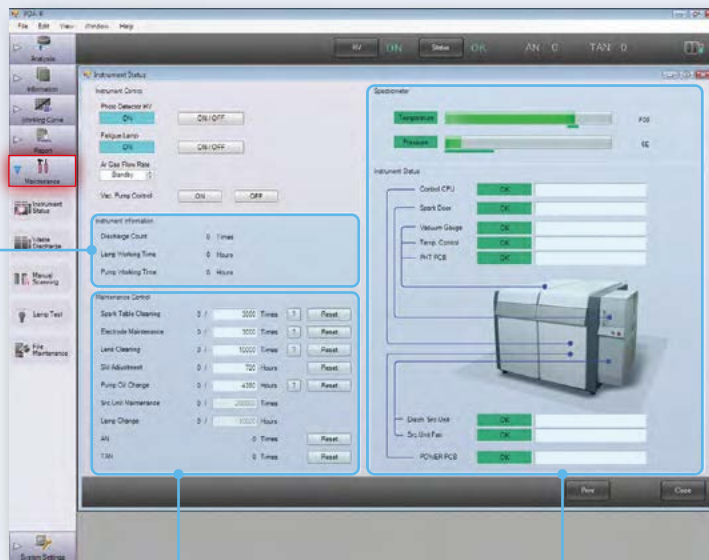 PDA-II
File Edit View Window Help
HV ON Status OK AN 0 TAN 0
Analysis
Information
Working Curve
Report
Maintenance
Instrument Status
Waste Discharge
Manual Scanning
Lamp Test
File Maintenance
System Settings
Instrument Status
Instrument Control
Photo Detector HV
ON ON/OFF
Fatigue Lamp
ON ON/OFF
Ar Gas Flow Rate
Standby
Vac. Pump Control ON OFF
Instrument Information
Discharge Count 0 Times
Lamp Working Time 0 Hours
Pump Working Time 0 Hours
Maintenance Control
Spark Table Cleaning 0 / 3000 Times ? Reset
Electrode Maintenance 0 / 3000 Times ? Reset
Lens Cleaning 0 / 10000 Times ? Reset
Slit Adjustment 0 / 720 Hours Reset
Pump Oil Change 0 / 4380 Hours ? Reset
Src Unit Maintenance 0 / Times
Lamp Change 0 / Hours
AN 0 Times Reset
TAN 0 Times Reset
Spectrometer
Temperature
Pressure
Instrument Status
Control CPU OK
Spark Door OK
Vacuum Gauge OK
Temp. Control OK
PHT PCB OK
Disch. Src Unit OK
Src Unit Fan OK
POWER PCB OK
Print Close